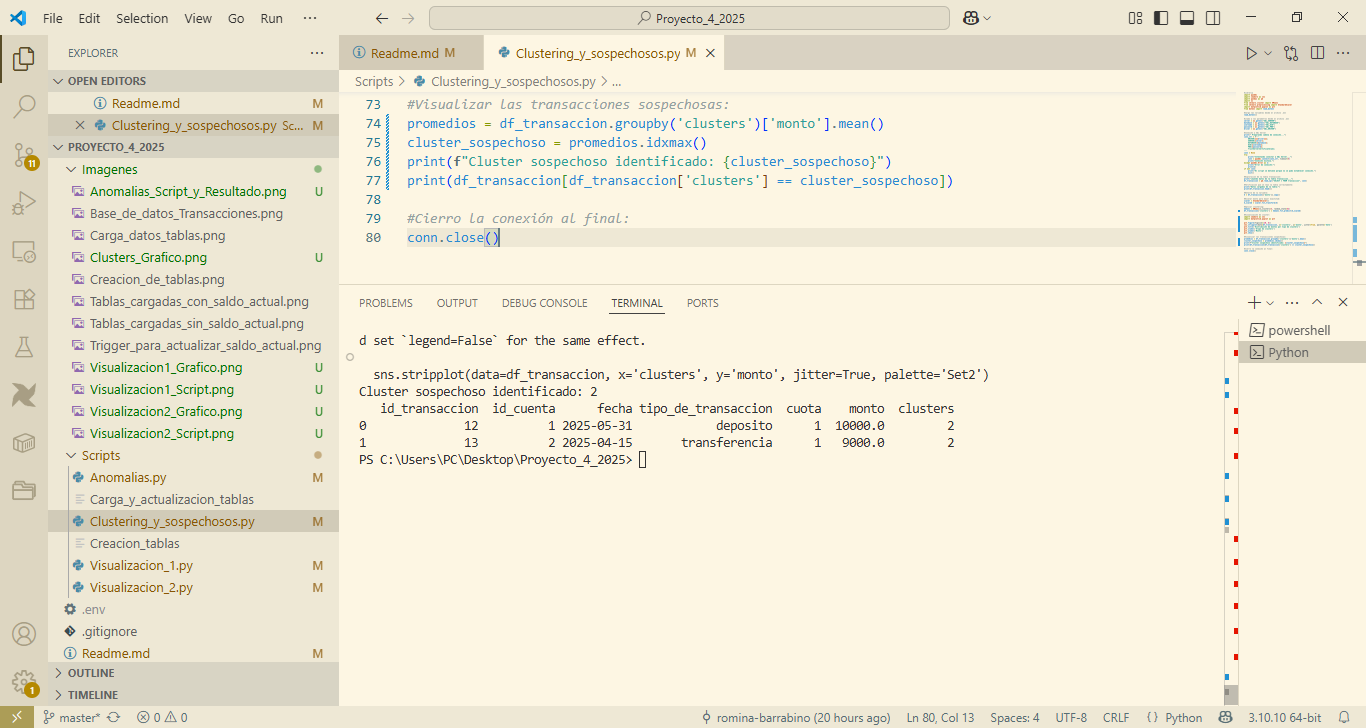 File Edit Selection View Go Run ···
Proyecto_4_2025
EXPLORER
OPEN EDITORS
Readme.md M
Clustering_y_sospechosos.py Sc... M
PROYECTO_4_2025
Imagenes
Anomalias_Script_y_Resultado.png U
Base_de_datos_Transacciones.png
Carga_datos_tablas.png
Clusters_Grafico.png U
Creacion_de_tablas.png
Tablas_cargadas_con_saldo_actual.png
Tablas_cargadas_sin_saldo_actual.png
Trigger_para_actualizar_saldo_actual.png
Visualizacion1_Grafico.png U
Visualizacion1_Script.png U
Visualizacion2_Grafico.png U
Visualizacion2_Script.png U
Scripts
Anomalias.py M
Carga_y_actualizacion_tablas
Clustering_y_sospechosos.py M
Creacion_tablas
Visualizacion_1.py M
Visualizacion_2.py M
.env
.gitignore
Readme.md M
OUTLINE
TIMELINE
11
1
Readme.md M
Clustering_y_sospechosos.py M
Scripts > Clustering_y_sospechosos.py > ...
73 #Visualizar las transacciones sospechosas:
74 promedios = df_transaccion.groupby('clusters')['monto'].mean()
75 cluster_sospechoso = promedios.idxmax()
76 print(f"Cluster sospechoso identificado: {cluster_sospechoso}")
77 print(df_transaccion[df_transaccion['clusters'] == cluster_sospechoso])
78
79 #Cierro la conexión al final:
80 conn.close()
PROBLEMS OUTPUT DEBUG CONSOLE TERMINAL PORTS
d set `legend=False` for the same effect.
sns.stripplot(data=df_transaccion, x='clusters', y='monto', jitter=True, palette='Set2')
Cluster sospechoso identificado: 2
id_transaccion id_cuenta fecha tipo_de_transaccion cuota monto clusters
0 12 1 2025-05-31 deposito 1 10000.0 2
1 13 2 2025-04-15 transferencia 1 9000.0 2
PS C:\Users\PC\Desktop\Proyecto_4_2025>
powershell
Python
master* 0 0 romina-barrabino (20 hours ago) Ln 80, Col 13 Spaces: 4 UTF-8 CRLF { } Python 3.10.10 64-bit